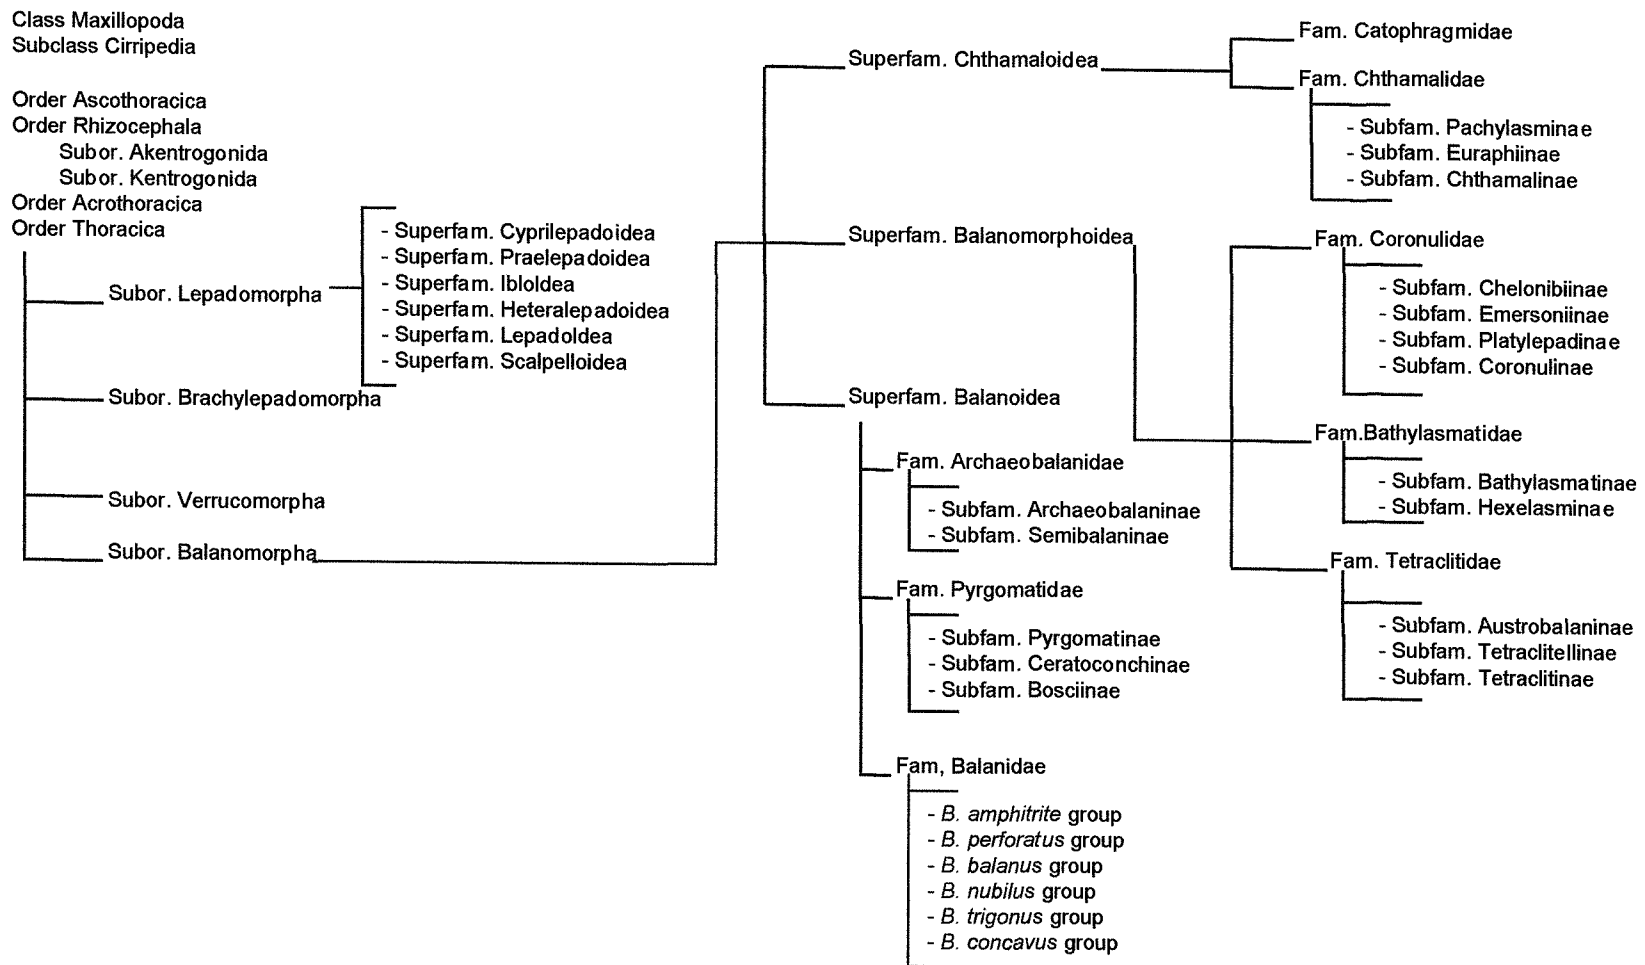 Class Maxillopoda
Subclass Cirripedia
Order Ascothoracica
Order Rhizocephala
Subor. Akentrogonida
Subor. Kentrogonida
Order Acrothoracica
Order Thoracica
Subor. Lepadomorpha
- Superfam. Cyprilepadoidea
- Superfam. Praelepadoidea
- Superfam. Ibloldea
- Superfam. Heteralepadoidea
- Superfam. Lepadoldea
- Superfam. Scalpelloidea
Subor. Brachylepadomorpha
Subor. Verrucomorpha
Subor. Balanomorpha
Superfam. Chthamaloidea
Fam. Catophragmidae
Fam. Chthamalidae
- Subfam. Pachylasminae
- Subfam. Euraphiinae
- Subfam. Chthamalinae
Superfam. Balanomorphoidea
Fam. Coronulidae
- Subfam. Chelonibiinae
- Subfam. Emersoniinae
- Subfam. Platylepadinae
- Subfam. Coronulinae
Fam.Bathylasmatidae
- Subfam. Bathylasmatinae
- Subfam. Hexelasminae
Fam. Tetraclitidae
- Subfam. Austrobalaninae
- Subfam. Tetraclitellinae
- Subfam. Tetraclitinae
Superfam. Balanoidea
Fam. Archaeobalanidae
- Subfam. Archaeobalaninae
- Subfam. Semibalaninae
Fam. Pyrgomatidae
- Subfam. Pyrgomatinae
- Subfam. Ceratoconchinae
- Subfam. Bosciinae
Fam, Balanidae
- B. amphitrite group
- B. perforatus group
- B. balanus group
- B. nubilus group
- B. trigonus group
- B. concavus group